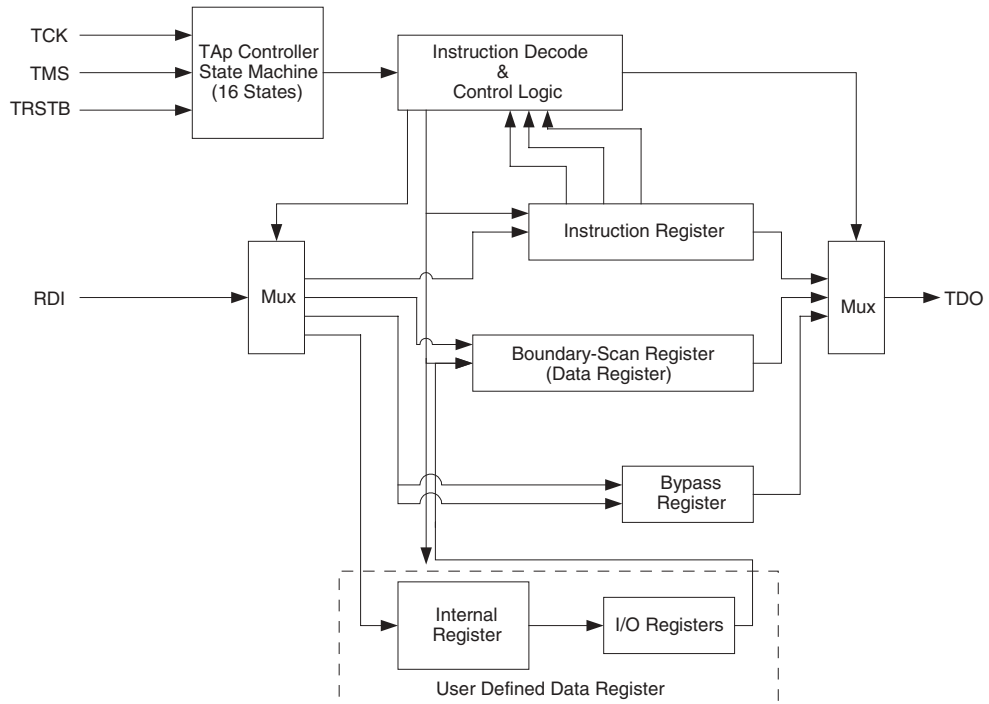 TCK
TMS
TRSTB
TAp Controller
State Machine
(16 States)
Instruction Decode
&
Control Logic
Instruction Register
RDI
Mux
Mux
TDO
Boundary-Scan Register
(Data Register)
Bypass
Register
Internal
Register
I/O Registers
User Defined Data Register